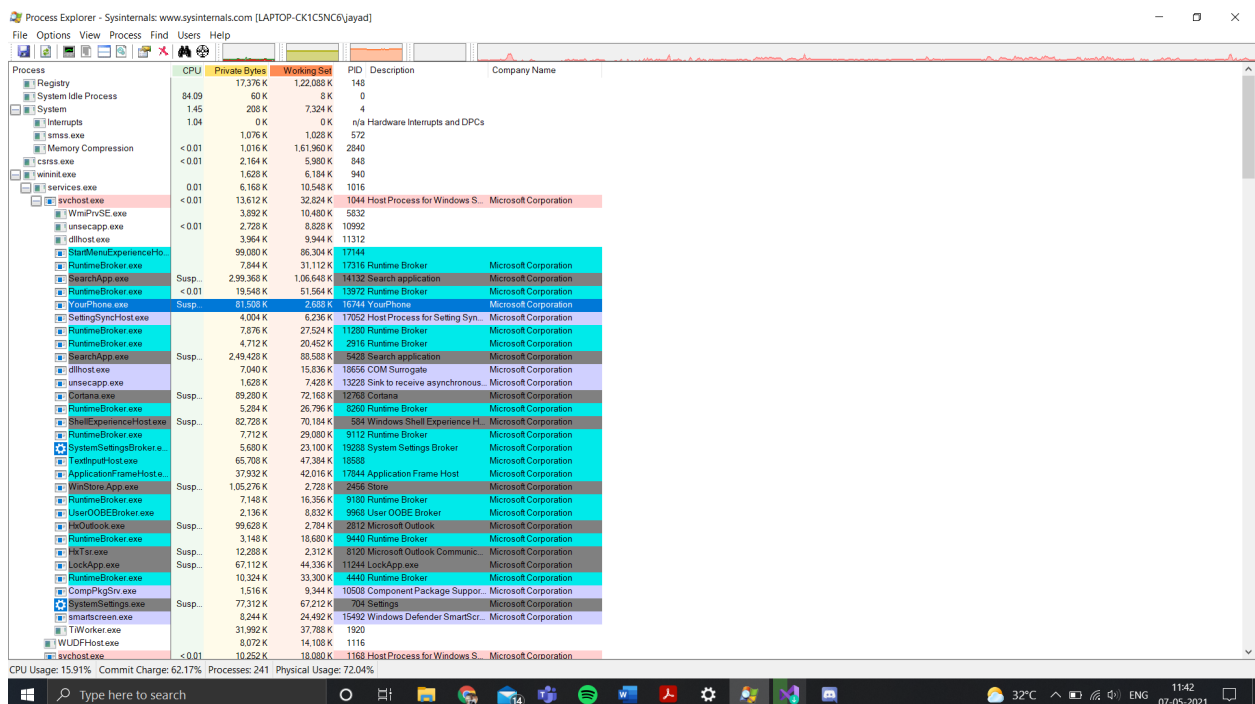 Process Explorer - Sysinternals: www.sysinternals.com [LAPTOP-CK1C5NC6\jayad]
File Options View Process Find Users Help
Process CPU Private Bytes Working Set PID Description Company Name
Registry 17,376 K 1,22,088 K 148
System Idle Process 84.09 60 K 8 K 0
System 1.45 208 K 7,324 K 4
Interrupts 1.04 0 K 0 K n/a Hardware Interrupts and DPCs
smss.exe 1,076 K 1,028 K 572
Memory Compression < 0.01 1,016 K 1,61,960 K 2840
csrss.exe < 0.01 2,164 K 5,980 K 848
wininit.exe 1,628 K 6,184 K 940
services.exe 0.01 6,168 K 10,548 K 1016
svchost.exe < 0.01 13,612 K 32,824 K 1044 Host Process for Windows S... Microsoft Corporation
WmiPrvSE.exe 3,892 K 10,480 K 5832
unsecapp.exe < 0.01 2,728 K 8,828 K 10992
dllhost.exe 3,964 K 9,944 K 11312
StartMenuExperienceHo... 99,080 K 86,304 K 17144
RuntimeBroker.exe 7,844 K 31,112 K 17316 Runtime Broker Microsoft Corporation
SearchApp.exe Susp... 2,99,368 K 1,06,648 K 14132 Search application Microsoft Corporation
RuntimeBroker.exe < 0.01 19,548 K 51,564 K 13972 Runtime Broker Microsoft Corporation
YourPhone.exe Susp... 81,508 K 2,688 K 16744 YourPhone Microsoft Corporation
SettingSyncHost.exe 4,004 K 6,236 K 17052 Host Process for Setting Syn... Microsoft Corporation
RuntimeBroker.exe 7,876 K 27,524 K 11280 Runtime Broker Microsoft Corporation
RuntimeBroker.exe 4,712 K 20,452 K 2916 Runtime Broker Microsoft Corporation
SearchApp.exe Susp... 2,49,428 K 88,588 K 5428 Search application Microsoft Corporation
dllhost.exe 7,040 K 15,836 K 18656 COM Surrogate Microsoft Corporation
unsecapp.exe 1,628 K 7,428 K 13228 Sink to receive asynchronous... Microsoft Corporation
Cortana.exe Susp... 89,280 K 72,168 K 12768 Cortana Microsoft Corporation
RuntimeBroker.exe 5,284 K 26,796 K 8260 Runtime Broker Microsoft Corporation
ShellExperienceHost.exe Susp... 82,728 K 70,184 K 584 Windows Shell Experience H... Microsoft Corporation
RuntimeBroker.exe 7,712 K 29,080 K 9112 Runtime Broker Microsoft Corporation
SystemSettingsBroker.e... 5,680 K 23,100 K 19288 System Settings Broker Microsoft Corporation
TextInputHost.exe 65,708 K 47,384 K 18588 Microsoft Corporation
ApplicationFrameHost.e... 37,932 K 42,016 K 17844 Application Frame Host Microsoft Corporation
WinStore.App.exe Susp... 1,05,276 K 2,728 K 2456 Store Microsoft Corporation
RuntimeBroker.exe 7,148 K 16,356 K 9180 Runtime Broker Microsoft Corporation
UserOOBEBroker.exe 2,136 K 8,832 K 9968 User OOBE Broker Microsoft Corporation
HxOutlook.exe Susp... 99,628 K 2,784 K 2812 Microsoft Outlook Microsoft Corporation
RuntimeBroker.exe 3,148 K 18,680 K 9440 Runtime Broker Microsoft Corporation
HxTsr.exe Susp... 12,288 K 2,312 K 8120 Microsoft Outlook Communic... Microsoft Corporation
LockApp.exe Susp... 67,112 K 44,336 K 11244 LockApp.exe Microsoft Corporation
RuntimeBroker.exe 10,324 K 33,300 K 4440 Runtime Broker Microsoft Corporation
CompPkgSrv.exe 1,516 K 9,344 K 10508 Component Package Suppor... Microsoft Corporation
SystemSettings.exe Susp... 77,312 K 67,212 K 704 Settings Microsoft Corporation
smartscreen.exe 8,244 K 24,492 K 15492 Windows Defender SmartScr... Microsoft Corporation
TiWorker.exe 31,992 K 37,788 K 1920
WUDFHost.exe 8,072 K 14,108 K 1116
svchost.exe < 0.01 10,252 K 18,080 K 1168 Host Process for Windows S... Microsoft Corporation
CPU Usage: 15.91% Commit Charge: 62.17% Processes: 241 Physical Usage: 72.04%
Type here to search 14 32°C ENG 11:42
07-05-2021